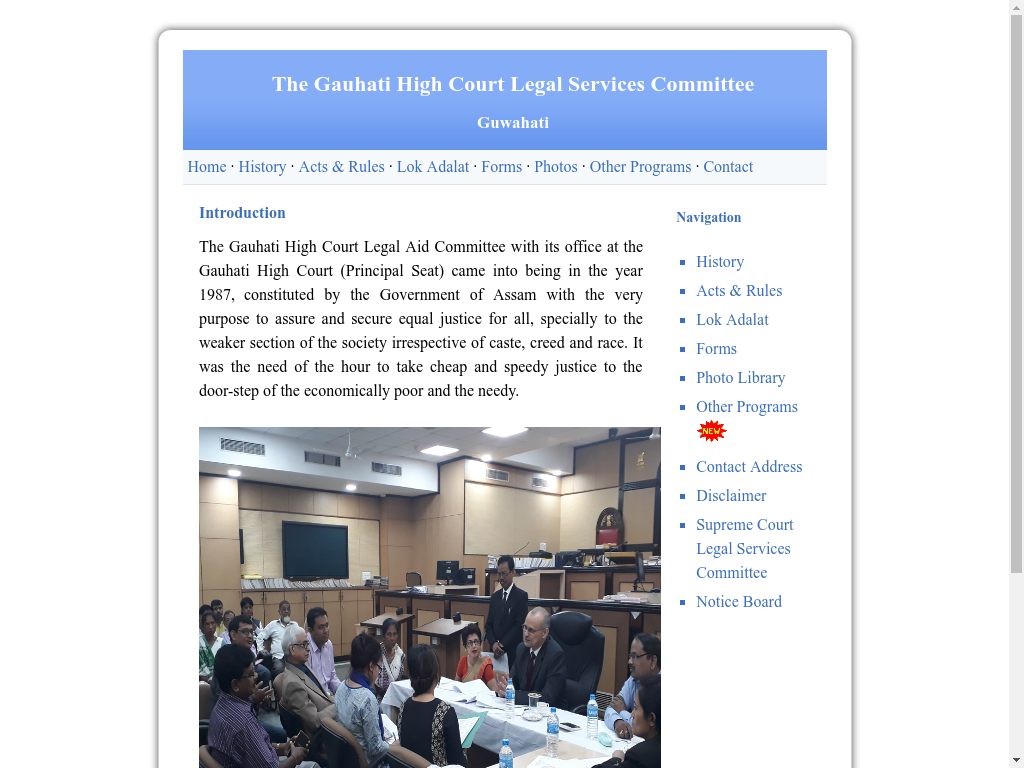 The Gauhati High Court Legal Services Committee
Guwahati
Home · History · Acts & Rules · Lok Adalat · Forms · Photos · Other Programs · Contact
Introduction
The Gauhati High Court Legal Aid Committee with its office at the
Gauhati High Court (Principal Seat) came into being in the year
1987, constituted by the Government of Assam with the very
purpose to assure and secure equal justice for all, specially to the
weaker section of the society irrespective of caste, creed and race. It
was the need of the hour to take cheap and speedy justice to the
door-step of the economically poor and the needy.
Navigation
History
Acts & Rules
Lok Adalat
Forms
Photo Library
Other Programs
NEW
Contact Address
Disclaimer
Supreme Court
Legal Services
Committee
Notice Board